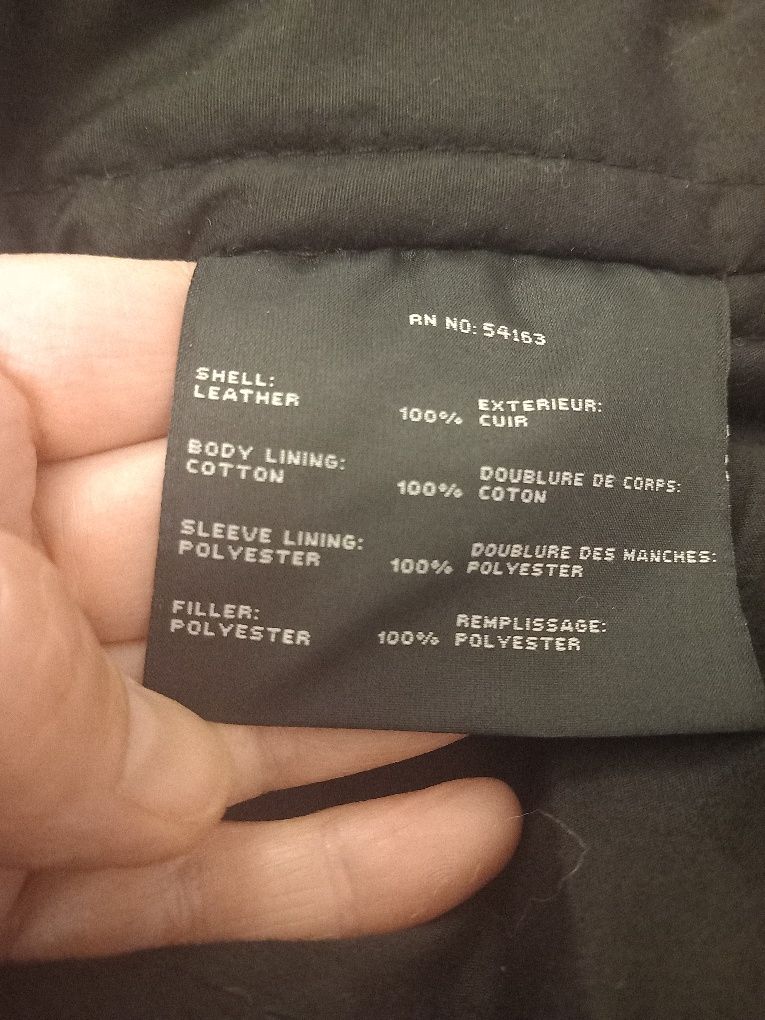 RN NO: 54163
SHELL:
LEATHER 100% EXTERIEUR:
CUIR
BODY LINING:
COTTON 100% DOUBLURE DE CORPS:
COTON
SLEEVE LINING:
POLYESTER 100% DOUBLURE DES MANCHES:
POLYESTER
FILLER:
POLYESTER 100% REMPLISSAGE:
POLYESTER